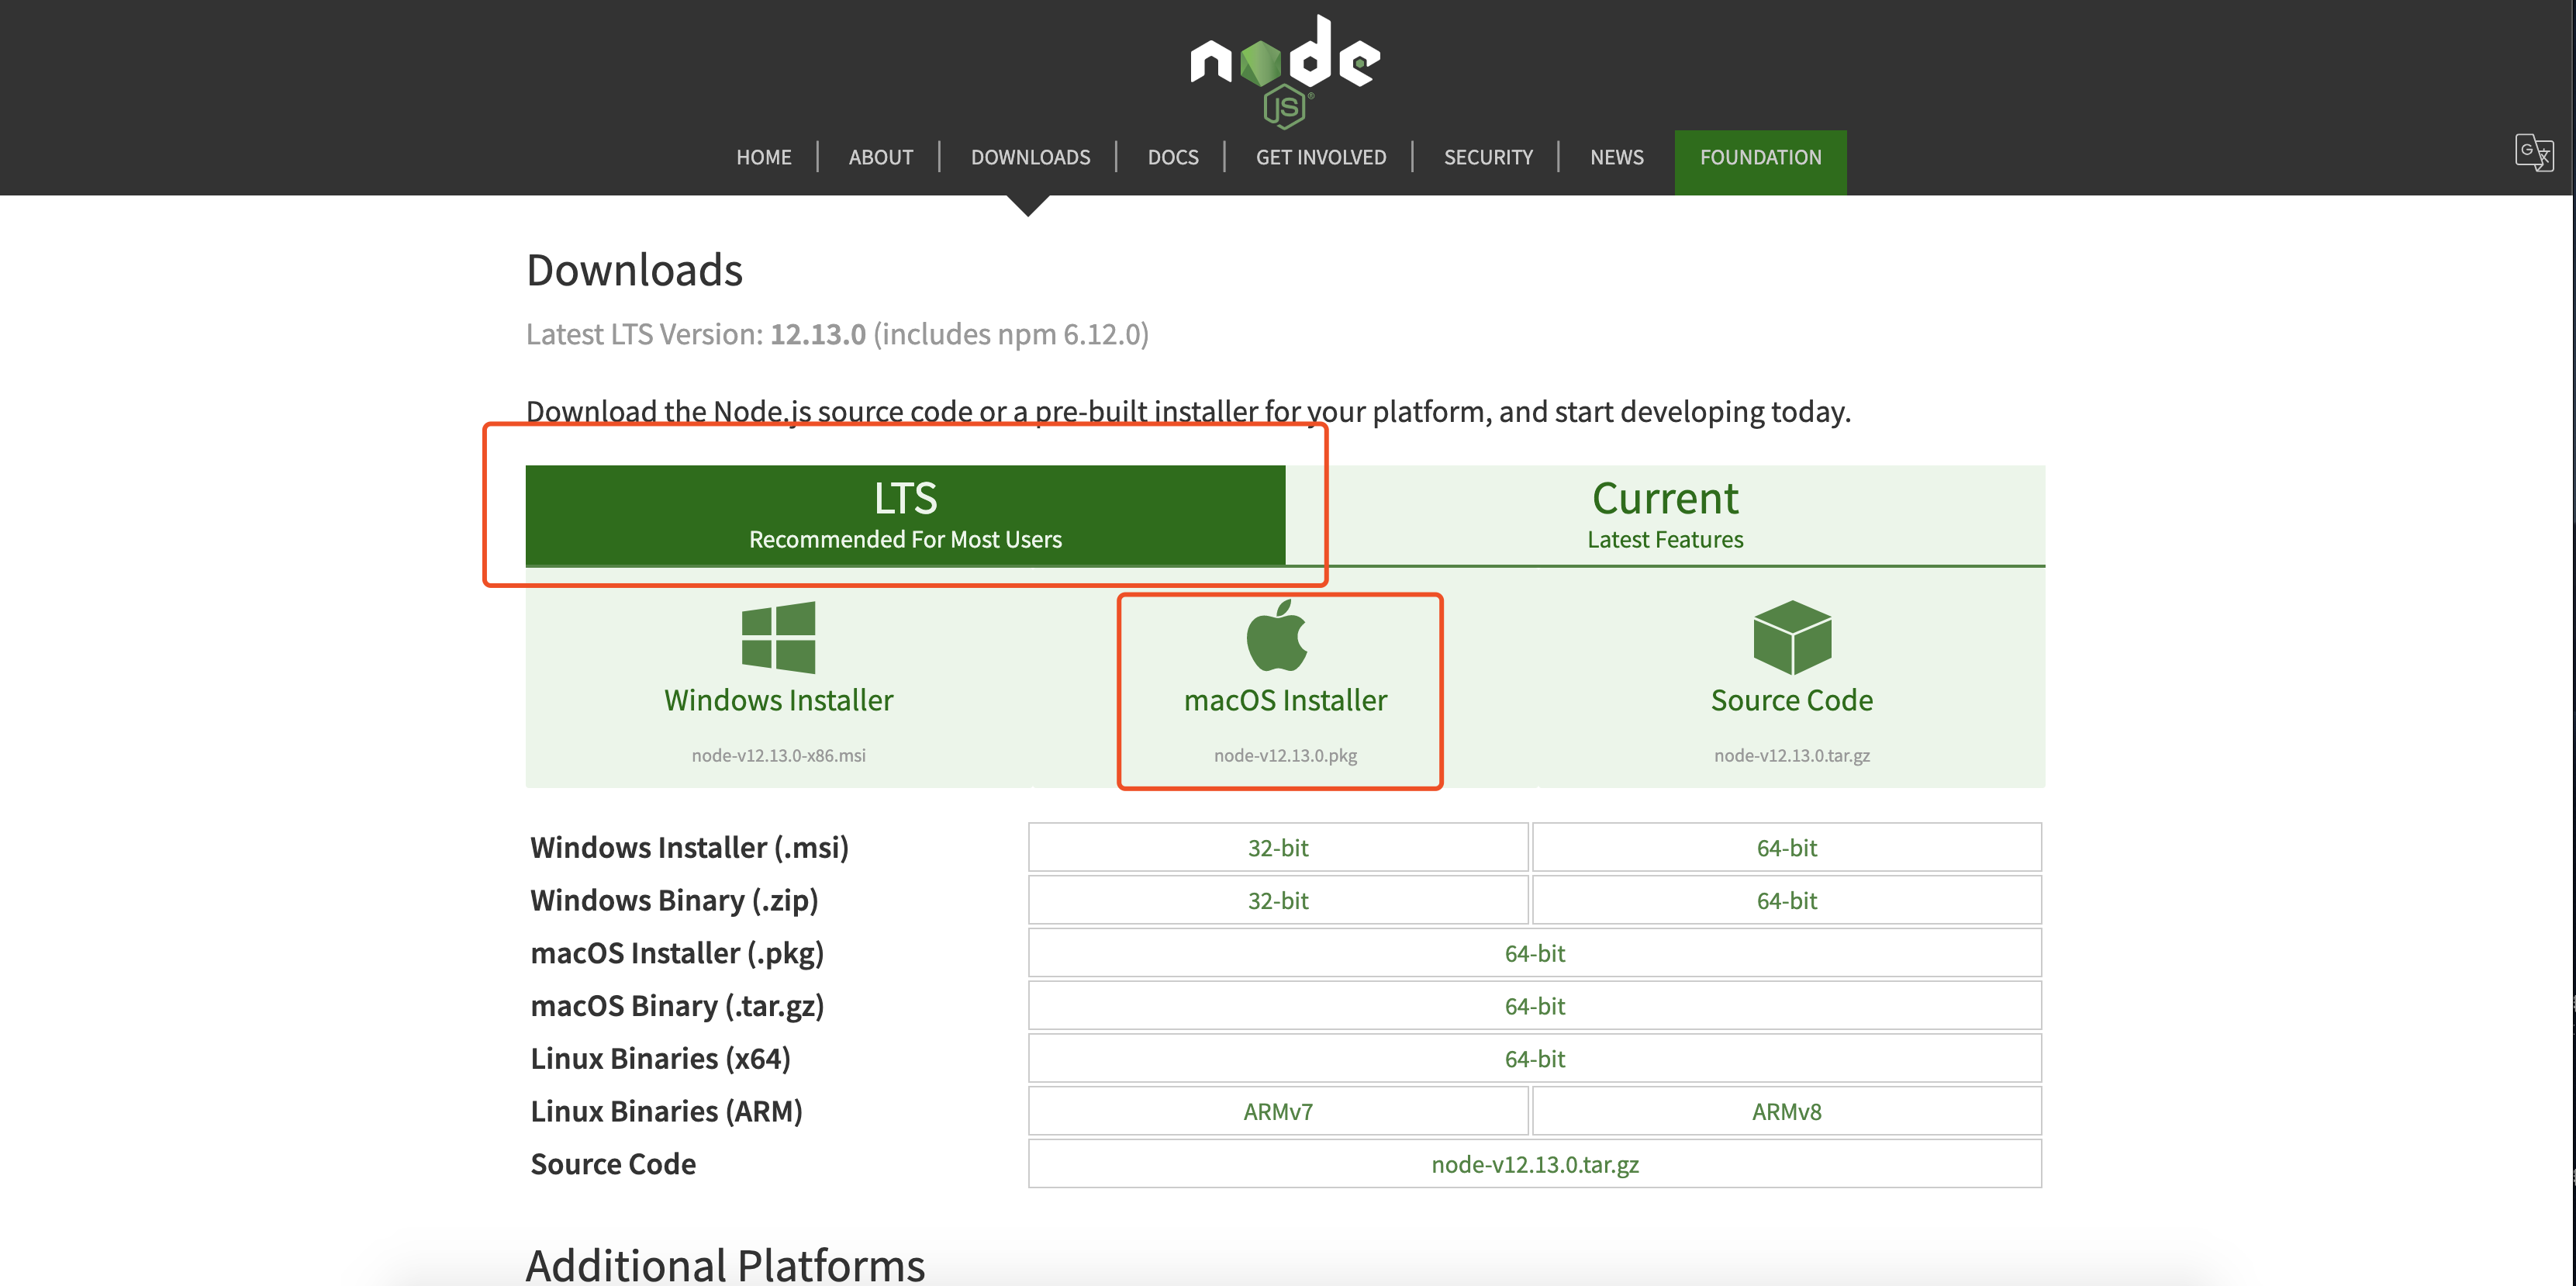 node
JS®
HOME ABOUT DOWNLOADS DOCS GET INVOLVED SECURITY NEWS FOUNDATION
Downloads
Latest LTS Version: 12.13.0 (includes npm 6.12.0)
Download the Node.js source code or a pre-built installer for your platform, and start developing today.
LTS
Recommended For Most Users
Current
Latest Features
Windows Installer
node-v12.13.0-x86.msi
macOS Installer
node-v12.13.0.pkg
Source Code
node-v12.13.0.tar.gz
Windows Installer (.msi) 32-bit 64-bit
Windows Binary (.zip) 32-bit 64-bit
macOS Installer (.pkg) 64-bit
macOS Binary (.tar.gz) 64-bit
Linux Binaries (x64) 64-bit
Linux Binaries (ARM) ARMv7 ARMv8
Source Code node-v12.13.0.tar.gz
Additional Platforms